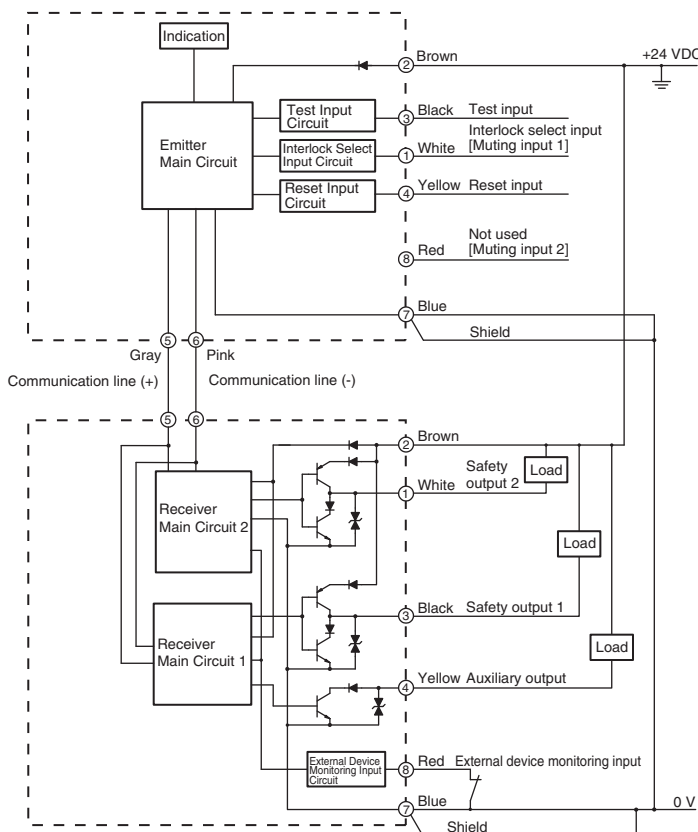 Indication
+24 VDC
② Brown
Emitter
Main Circuit
Test Input
Circuit
③ Black Test input
Interlock Select
Input Circuit
① White Interlock select input
[Muting input 1]
Reset Input
Circuit
④ Yellow Reset input
⑧ Red Not used
[Muting input 2]
⑦ Blue
Shield
⑤ ⑥
Gray Pink
Communication line (+) Communication line (-)
⑤ ⑥
② Brown
① White Safety
output 2
Load
Receiver
Main Circuit 2
Load
③ Black Safety output 1
Receiver
Main Circuit 1
Load
④ Yellow Auxiliary output
External Device
Monitoring Input
Circuit
⑧ Red External device monitoring input
⑦ Blue
0 V
Shield